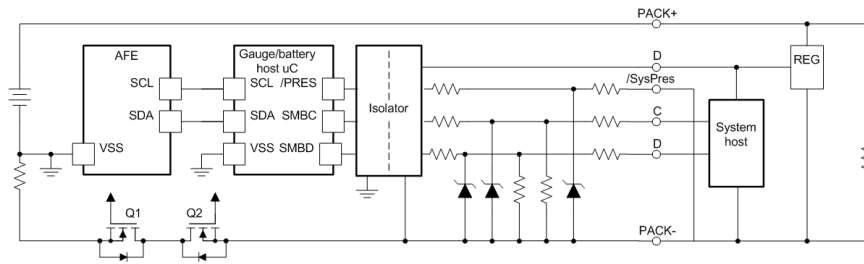 PACK+
AFE
Gauge/battery
host uC
D
REG
/SysPres
SCL
SCL /PRES
Isolator
SDA
SDA SMBC
C
System
host
VSS
VSS SMBD
D
Q1
Q2
PACK-